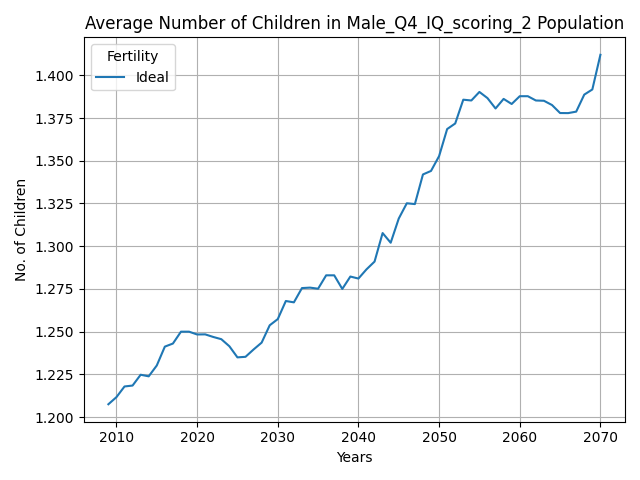 Average Number of Children in Male_Q4_IQ_scoring_2 Population
Fertility
Ideal
No. of Children
1.400
1.375
1.350
1.325
1.300
1.275
1.250
1.225
1.200
2010 2020 2030 2040 2050 2060 2070
Years